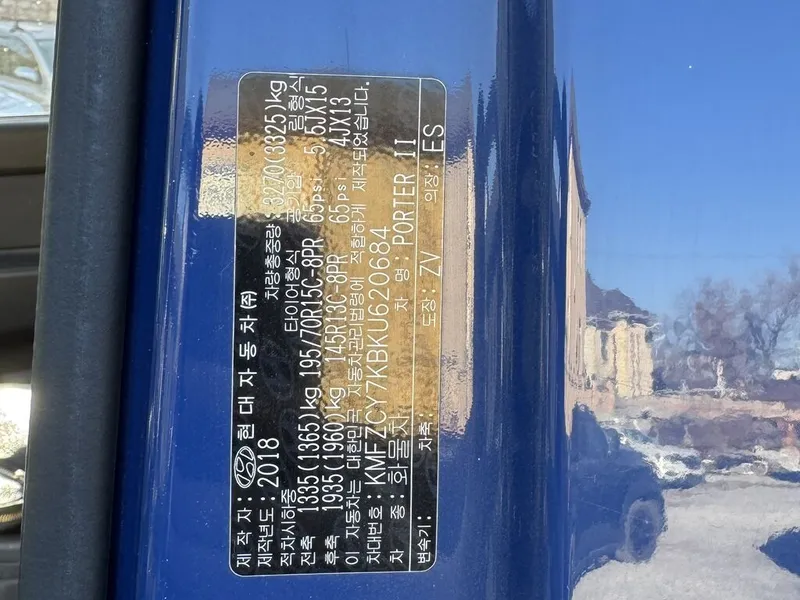 제 작 자: 현 대 자 동 차 (주)
제작년도: 2018
적차시하중 차량총중량: 3270(3325)kg
타이어형식 공기압 림형식
전축 1335(1365)kg 195/70R15C-8PR 65psi 5.5JX15
후축 1935(1960)kg 145R13C-8PR 65psi 4JX13
이 자동차는 대한민국 자동차관리법령에 적합하게 제작되었습니다.
차대번호: KMFZCY7KBKU620684
차 종: 화물차 차 명: PORTER II
변속기: 차축: 도장: ZV 의장: ES